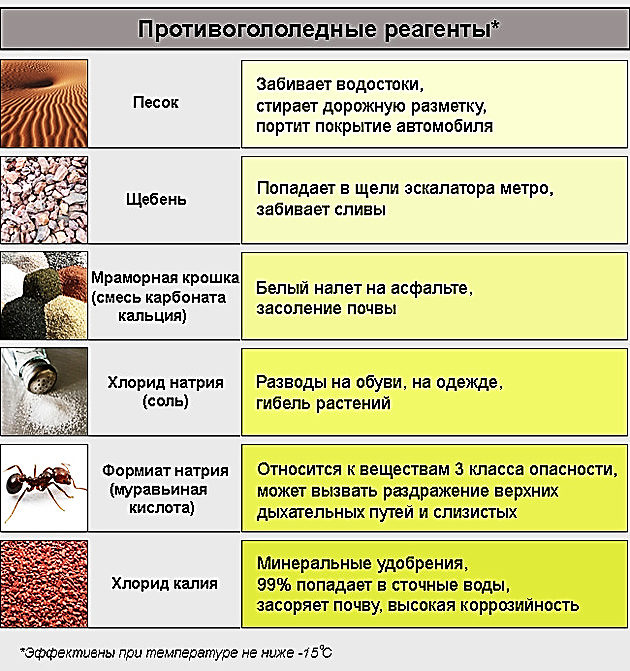 Противогололедные реагенты*
Песок
Забивает водостоки,
стирает дорожную разметку,
портит покрытие автомобиля
Щебень
Попадает в щели эскалатора метро,
забивает сливы
Мраморная крошка
(смесь карбоната
кальция)
Белый налет на асфальте,
засоление почвы
Хлорид натрия
(соль)
Разводы на обуви, на одежде,
гибель растений
Формиат натрия
(муравьиная
кислота)
Относится к веществам 3 класса опасности,
может вызвать раздражение верхних
дыхательных путей и слизистых
Хлорид калия
Минеральные удобрения,
99% попадает в сточные воды,
засоряет почву, высокая коррозийность
*Эффективны при температуре не ниже -15°С